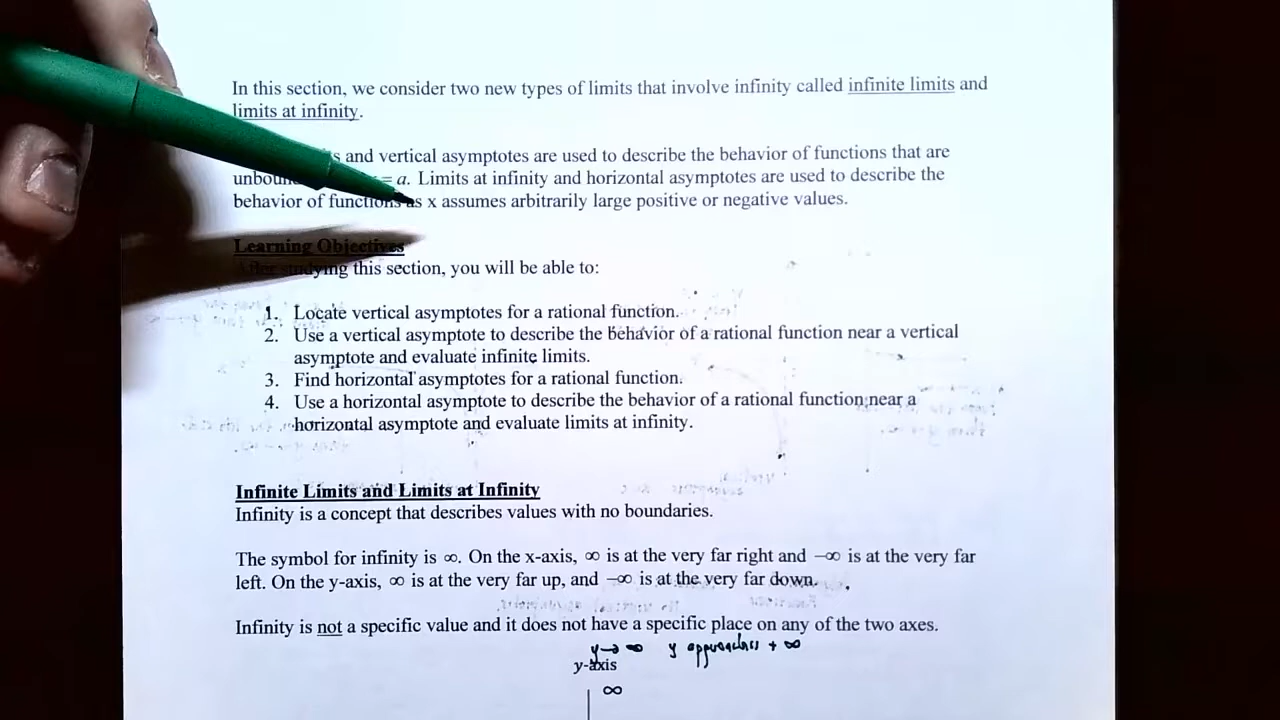 In this section, we consider two new types of limits that involve infinity called infinite limits and
limits at infinity.
and vertical asymptotes are used to describe the behavior of functions that are
= a. Limits at infinity and horizontal asymptotes are used to describe the
behavior of functions as x assumes arbitrarily large positive or negative values.
Learning Objectives
After studying this section, you will be able to:
1. Locate vertical asymptotes for a rational function.
2. Use a vertical asymptote to describe the behavior of a rational function near a vertical
asymptote and evaluate infinite limits.
3. Find horizontal asymptotes for a rational function.
4. Use a horizontal asymptote to describe the behavior of a rational function near a
horizontal asymptote and evaluate limits at infinity.
Infinite Limits and Limits at Infinity
Infinity is a concept that describes values with no boundaries.
The symbol for infinity is ∞. On the x-axis, ∞ is at the very far right and −∞ is at the very far
left. On the y-axis, ∞ is at the very far up, and −∞ is at the very far down.
Infinity is not a specific value and it does not have a specific place on any of the two axes.
y→ ∞ y approaches + ∞
y-axis
∞